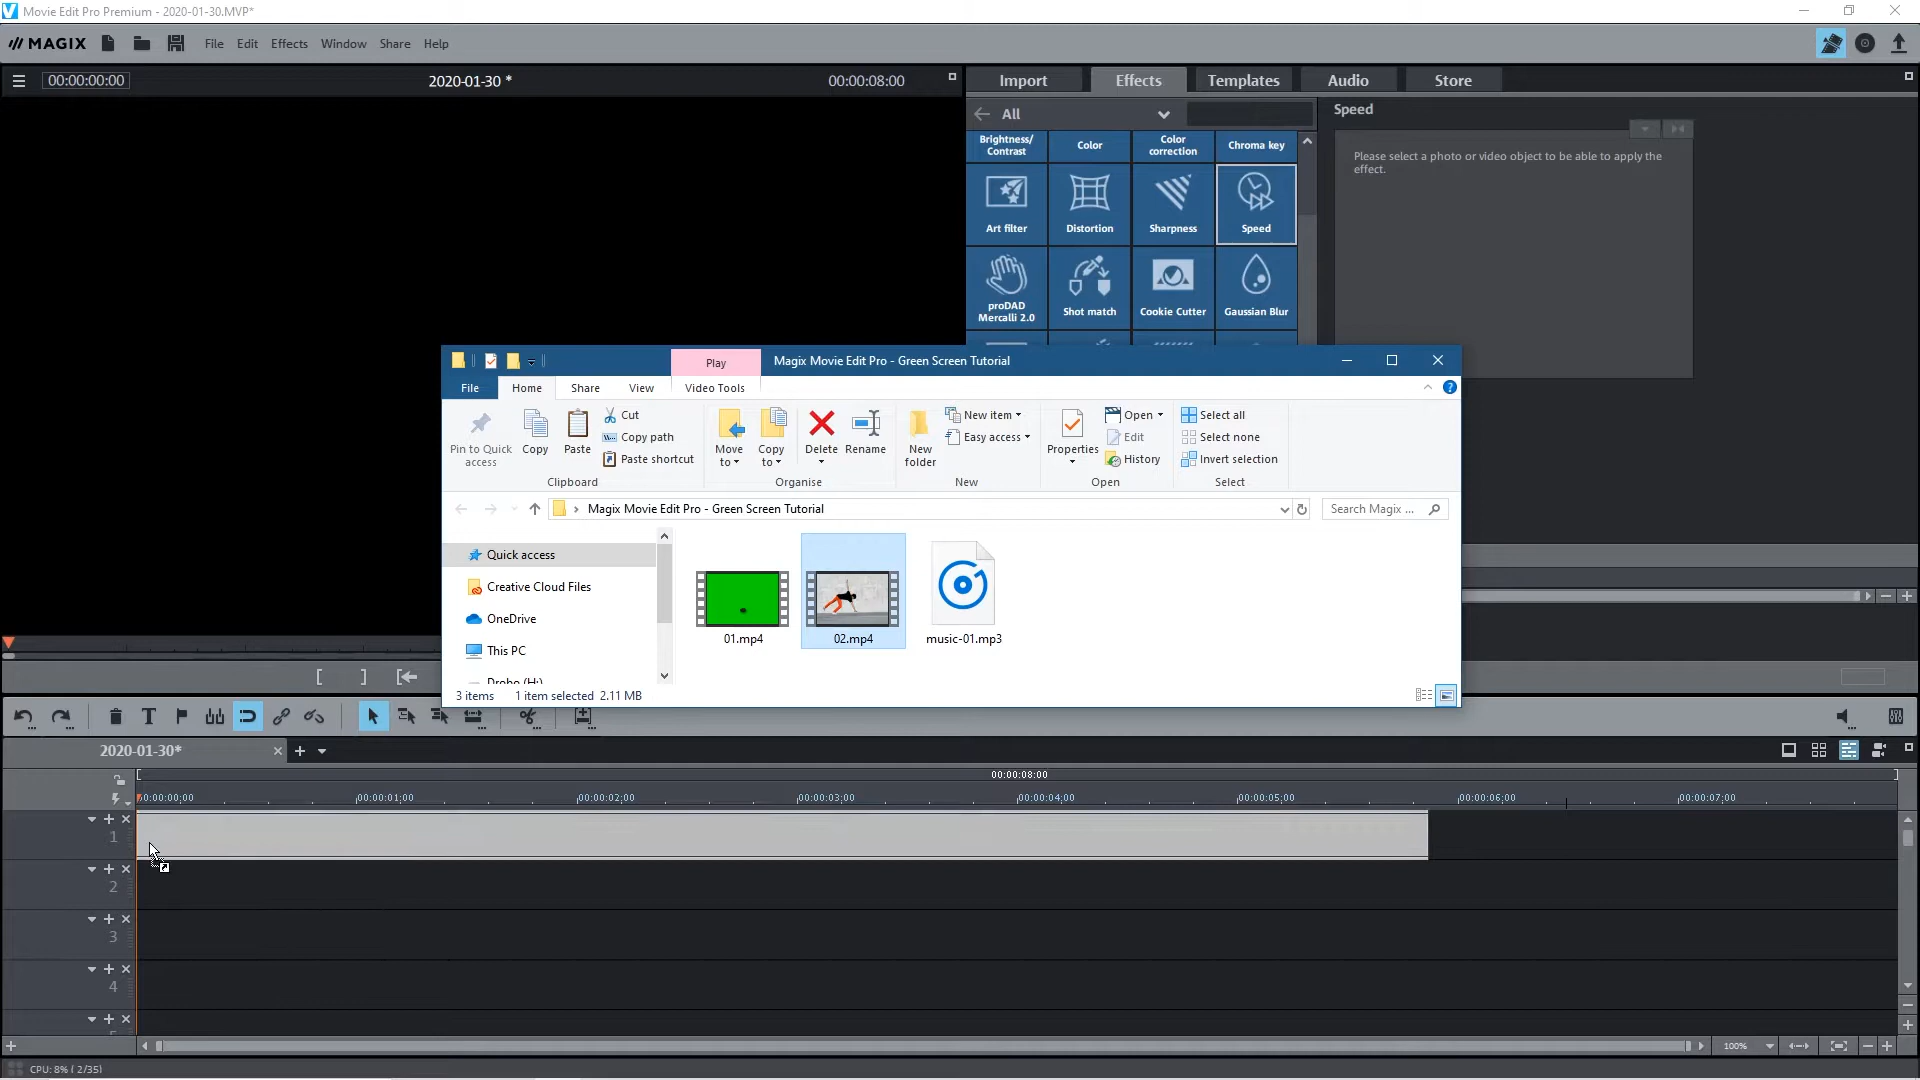 Movie Edit Pro Premium - 2020-01-30.MVP*
MAGIX File Edit Effects Window Share Help
00:00:00:00 2020-01-30 * 00:00:08:00
Import Effects Templates Audio Store
All
Speed
Brightness/
Contrast
Color
Color
correction
Chroma key
Please select a photo or video object to be able to apply the
effect.
Art filter Distortion Sharpness Speed
proDAD
Mercalli 2.0
Shot match Cookie Cutter Gaussian Blur
Play Magix Movie Edit Pro - Green Screen Tutorial
File Home Share View Video Tools
Pin to Quick
access
Copy
Paste
Cut
Copy path
Paste shortcut
Move
to
Copy
to
Delete
Rename
New
folder
New item
Easy access
Properties
Open
Edit
History
Select all
Select none
Invert selection
Clipboard Organise New Open Select
Magix Movie Edit Pro - Green Screen Tutorial
Search Magix ...
Quick access
Creative Cloud Files
OneDrive
This PC
Drobo (H:)
01.mp4 02.mp4 music-01.mp3
3 items 1 item selected 2.11 MB
2020-01-30*
00:00:08:00
00:00:00;00 00:00:01;00 00:00:02;00 00:00:03;00 00:00:04;00 00:00:05;00 00:00:06;00 00:00:07;00
1
2
3
4
100%
CPU: 8% ( 2/35)